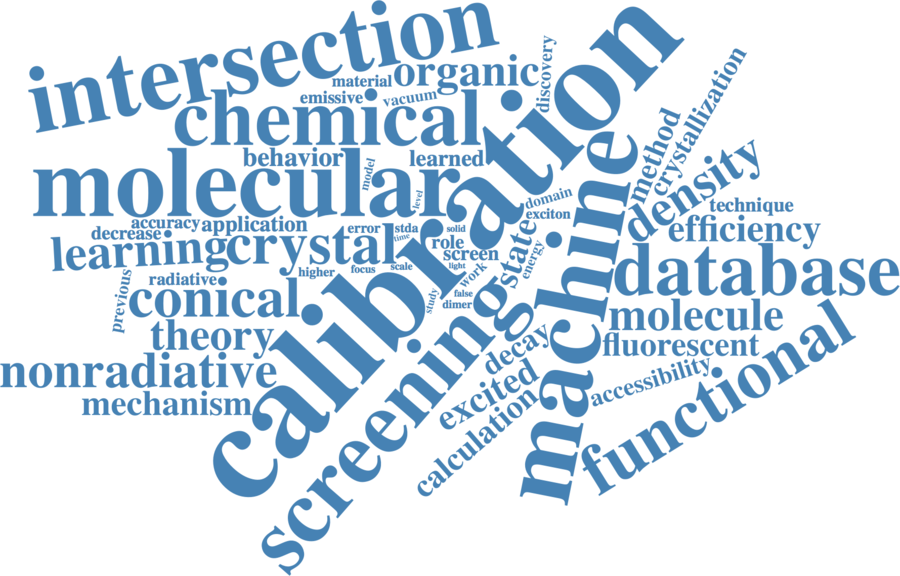 intersection
material
organic
discovery
emissive
vacuum
chemical
calibration
behavior
learned
model
molecular
level
machine
method
crystallization
density
domain
exciton
technique
accuracy
application
decrease
error
stda
solid
time
efficiency
learning
crystal
role
screen
state
energy
light
work
higher
focus
scale
database
previous
radiative
conical
study
false
dimer
molecule
theory
screening
decay
fluorescent
nonradiative
excited
accessibility
mechanism
calculation
functional